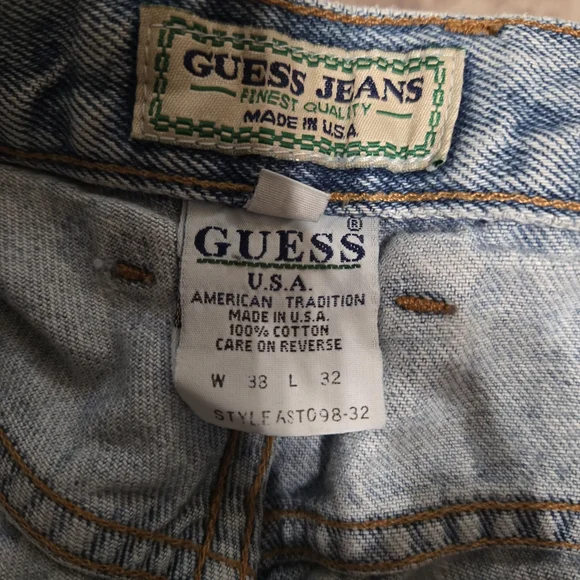 GUESS JEANS
FINEST QUALITY
MADE IN U.S.A.
GUESS®
U.S.A.
AMERICAN TRADITION
MADE IN U.S.A.
100% COTTON
CARE ON REVERSE
W 38 L 32
STYLE AST098-32